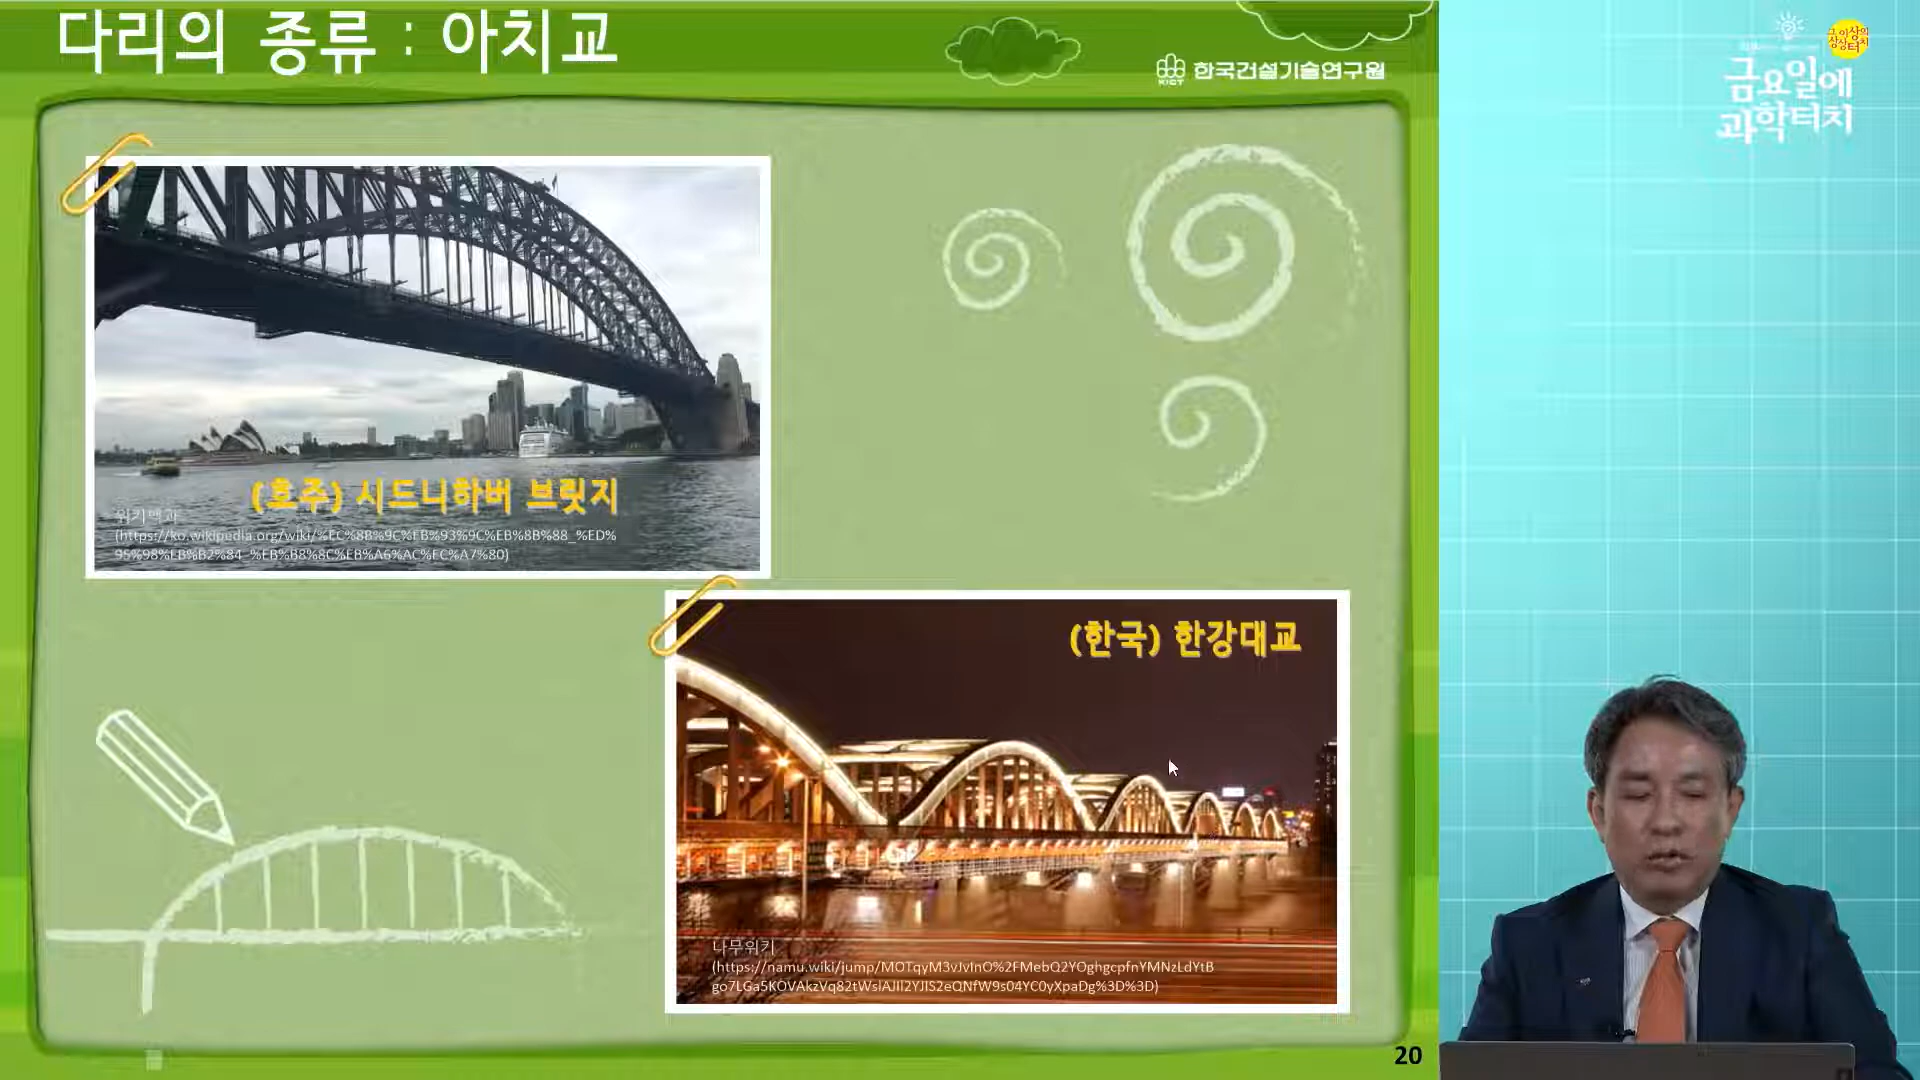 다리의 종류 : 아치교
KICT 한국건설기술연구원
금요일에
과학터치
(호주) 시드니하버 브릿지
위키백과
(https://ko.wikipedia.org/wiki/%EC%8B%9C%EB%93%9C%EB%8B%88_%ED%
95%98%EB%B2%84_%EB%B8%8C%EB%A6%AC%EC%A7%80)
(한국) 한강대교
나무위키
(https://namu.wiki/jump/MOTqyM3vJvInO%2FMebQ2YOghgcpfnYMNzLdYtB
go7LGa5KOVAkzVq82tWsIAJIl2YJIS2eQNfW9s04YC0yXpaDg%3D%3D)
20